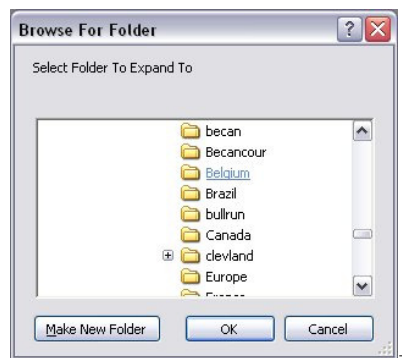 Browse For Folder
Select Folder To Expand To
becan
Becancour
Belgium
Brazil
bullrun
Canada
clevland
Europe
Make New Folder
OK
Cancel